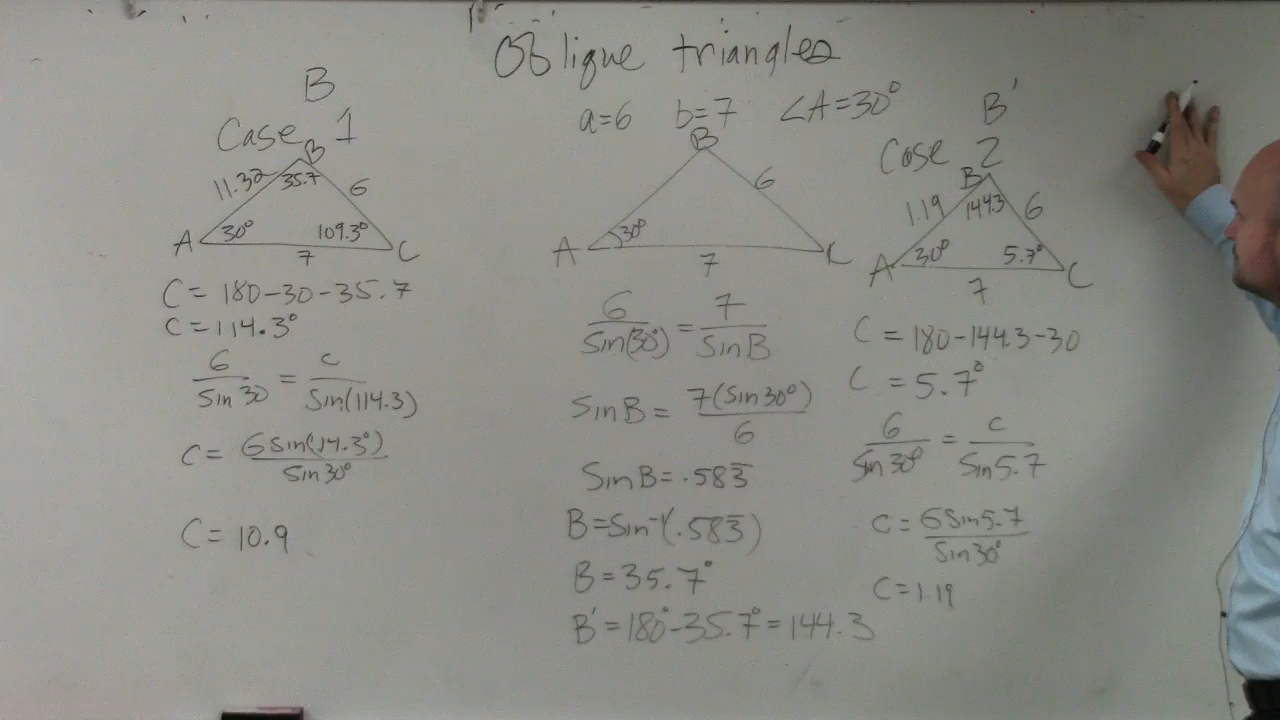 Oblique triangles
a=6 b=7 ∠A=30°
B
Case 1
B
11.32 35.7 6
A 30° 109.3° C
7
C = 180-30-35.7
C = 114.3°
6/Sin 30 = c/Sin(114.3)
C = 6Sin(14.3°)/Sin 30°
C = 10.9
B
6
A 30° C
7
6/Sin(30°) = 7/SinB
SinB = 7(Sin30°)/6
SinB = .583̅
B = Sin⁻¹(.583̅)
B = 35.7°
B' = 180°-35.7° = 144.3
B'
Case 2
B
1.19 144.3 6
A 30° 5.7° C
7
C = 180-144.3-30
C = 5.7°
6/Sin30° = c/Sin5.7
C = 6Sin5.7/Sin30°
C = 1.19